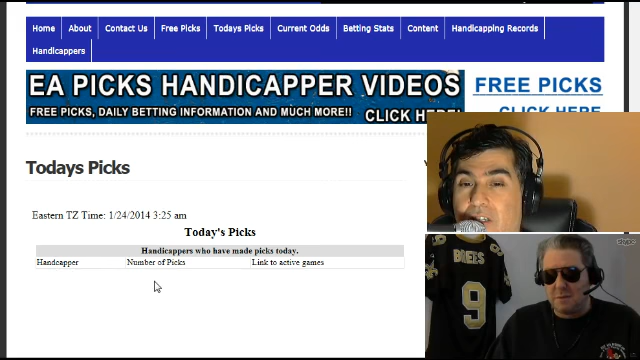 Home About Contact Us Free Picks Todays Picks Current Odds Betting Stats Content Handicapping Records
Handicappers
EA PICKS HANDICAPPER VIDEOS
FREE PICKS, DAILY BETTING INFORMATION AND MUCH MORE!! CLICK HERE!
FREE PICKS
CLICK HERE
Todays Picks
Eastern TZ Time: 1/24/2014 3:25 am
Today's Picks
Handicappers who have made picks today.
Handcapper Number of Picks Link to active games
BREES
9